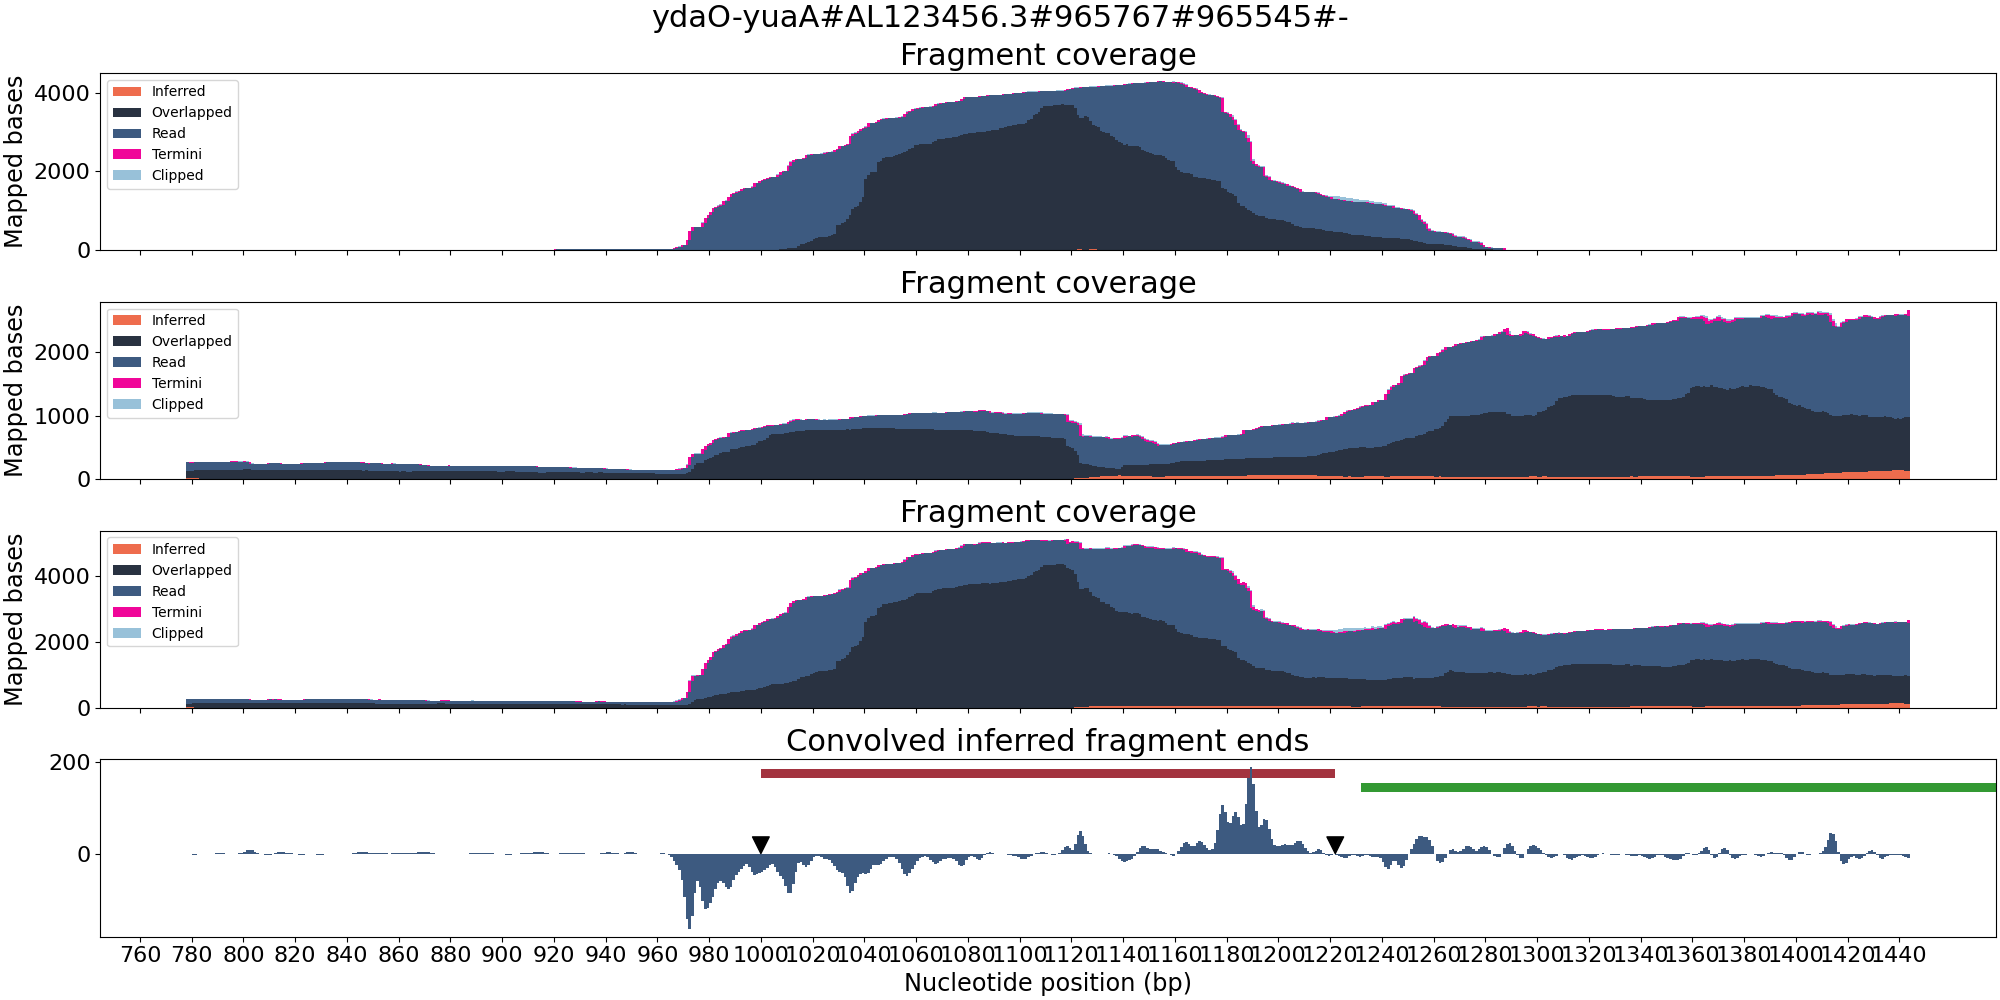 ydaO-yuaA#AL123456.3#965767#965545#-
Fragment coverage
Mapped bases
4000
2000
0
Inferred
Overlapped
Read
Termini
Clipped
Fragment coverage
Mapped bases
2000
1000
0
Inferred
Overlapped
Read
Termini
Clipped
Fragment coverage
Mapped bases
4000
2000
0
Inferred
Overlapped
Read
Termini
Clipped
Convolved inferred fragment ends
200
0
760 780 800 820 840 860 880 900 920 940 960 980 1000 1020 1040 1060 1080 1100 1120 1140 1160 1180 1200 1220 1240 1260 1280 1300 1320 1340 1360 1380 1400 1420 1440
Nucleotide position (bp)